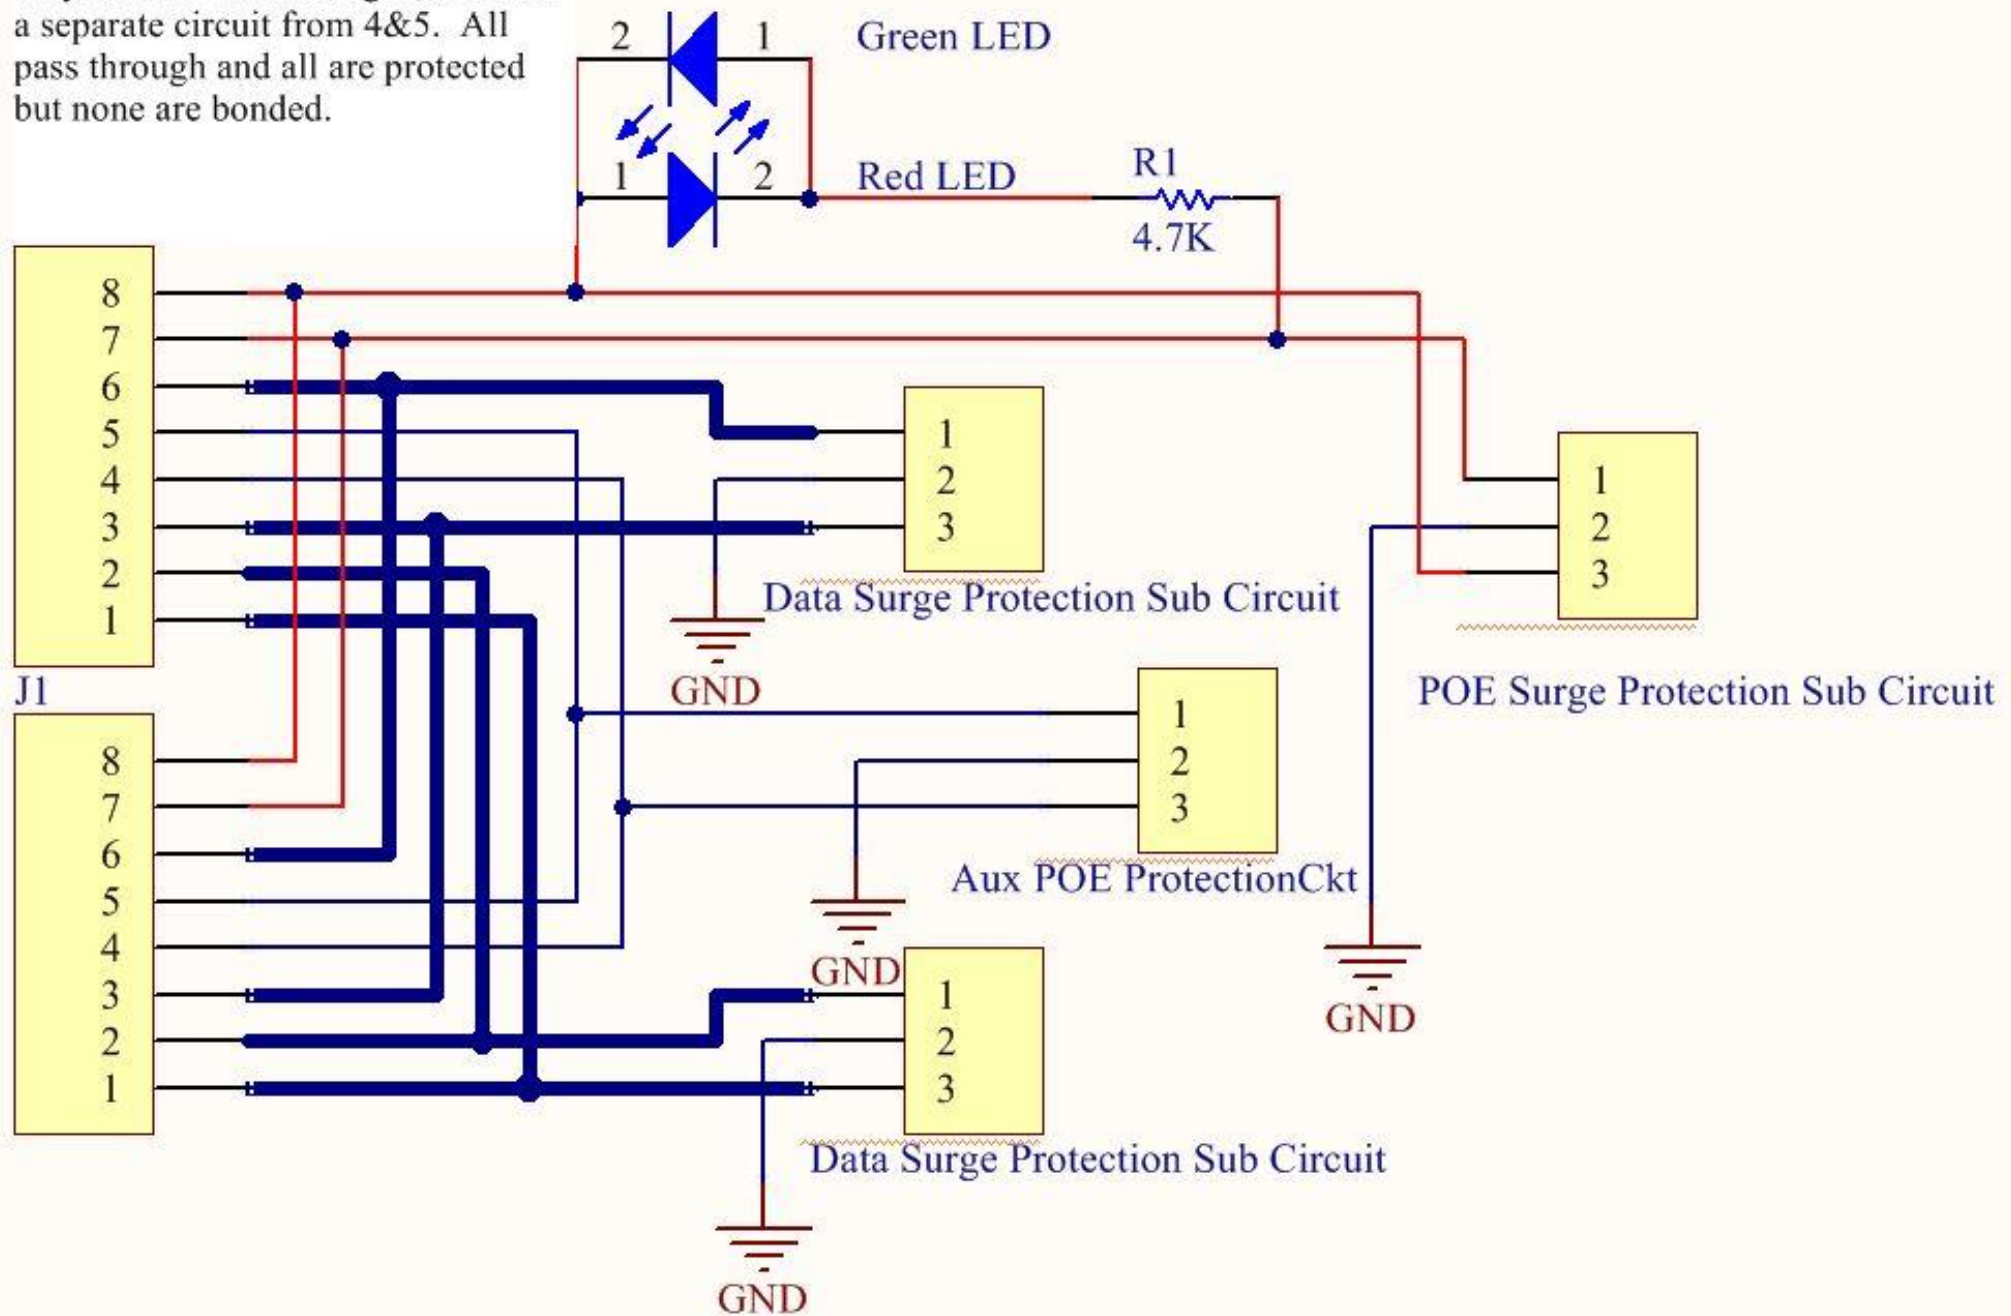 a separate circuit from 4&5. All
pass through and all are protected
but none are bonded.
2 1 Green LED
1 2 Red LED
R1
4.7K
8
7
6
5
4
3
2
1
J1
8
7
6
5
4
3
2
1
1
2
3
Data Surge Protection Sub Circuit
GND
1
2
3
POE Surge Protection Sub Circuit
GND
1
2
3
Aux POE ProtectionCkt
GND
1
2
3
Data Surge Protection Sub Circuit
GND